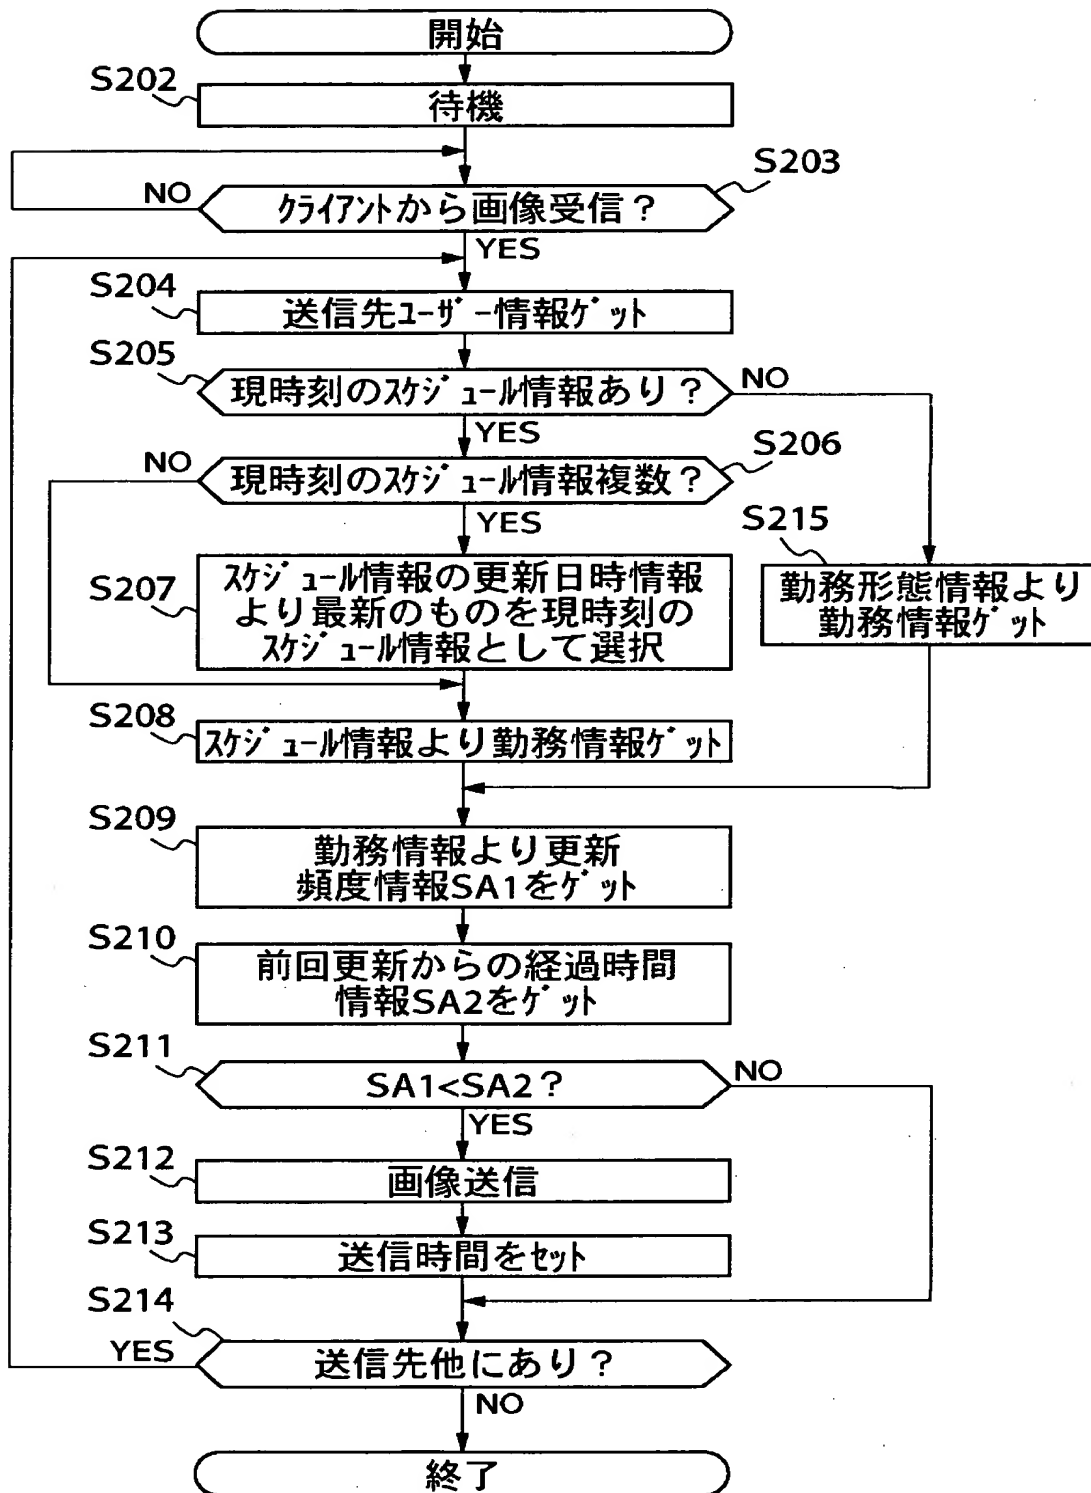 開始
S202
待機
S203
NO
クライアントから画像受信？
YES
S204
送信先ユーザー情報ゲット
S205
現時刻のスケジュール情報あり？
NO
YES
S206
NO
現時刻のスケジュール情報複数？
YES
S215
S207
スケジュール情報の更新日時情報
より最新のものを現時刻の
スケジュール情報として選択
勤務形態情報より
勤務情報ゲット
S208
スケジュール情報より勤務情報ゲット
S209
勤務情報より更新
頻度情報SA1をゲット
S210
前回更新からの経過時間
情報SA2をゲット
S211
SA1<SA2？
NO
YES
S212
画像送信
S213
送信時間をセット
S214
YES
送信先他にあり？
NO
終了